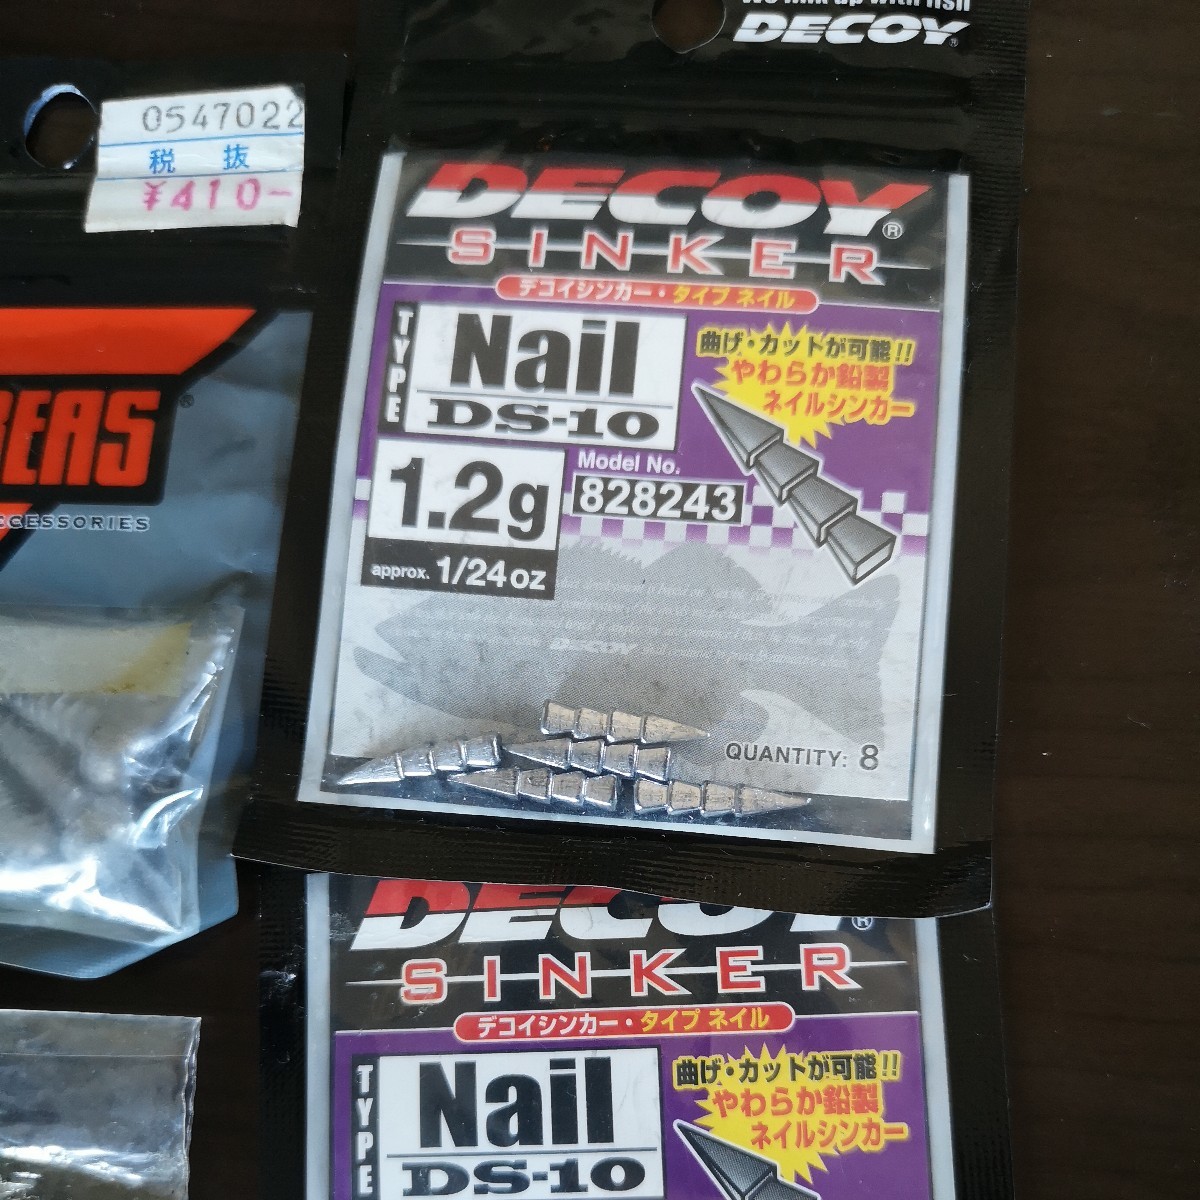 DECOY®
0547022
税抜
¥410-
EAS®
CCESSORIES
DECOY®
SINKER
デコイシンカー・タイプ ネイル
TYPE
Nail
DS-10
曲げ・カットが可能!!
やわらか鉛製
ネイルシンカー
1.2g
approx. 1/24oz
Model No.
828243
DECOY
QUANTITY: 8
DECOY®
SINKER
デコイシンカー・タイプ ネイル
TYPE
Nail
DS-10
曲げ・カットが可能!!
やわらか鉛製
ネイルシンカー